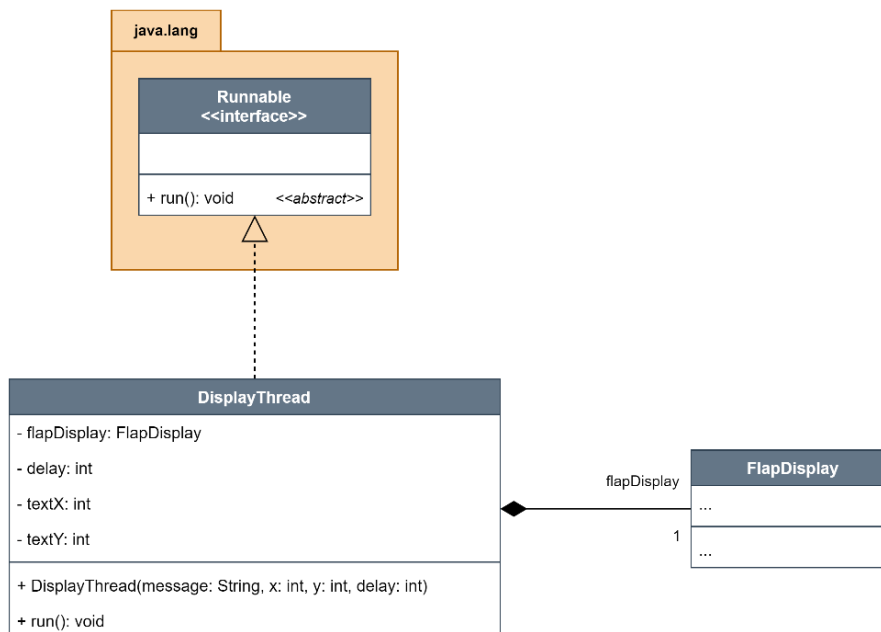 java.lang
Runnable
<<interface>>
+ run(): void <<abstract>>
DisplayThread
- flapDisplay: FlapDisplay
- delay: int
- textX: int
- textY: int
+ DisplayThread(message: String, x: int, y: int, delay: int)
+ run(): void
flapDisplay
1
FlapDisplay
...
...